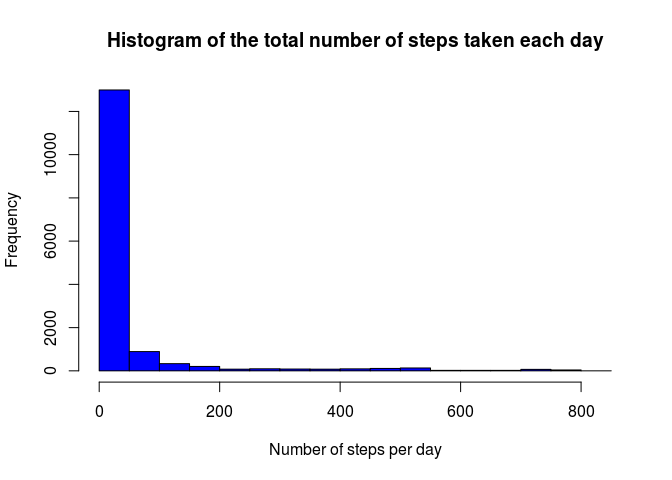 Histogram of the total number of steps taken each day
Frequency
10000
6000
2000
0
0 200 400 600 800
Number of steps per day